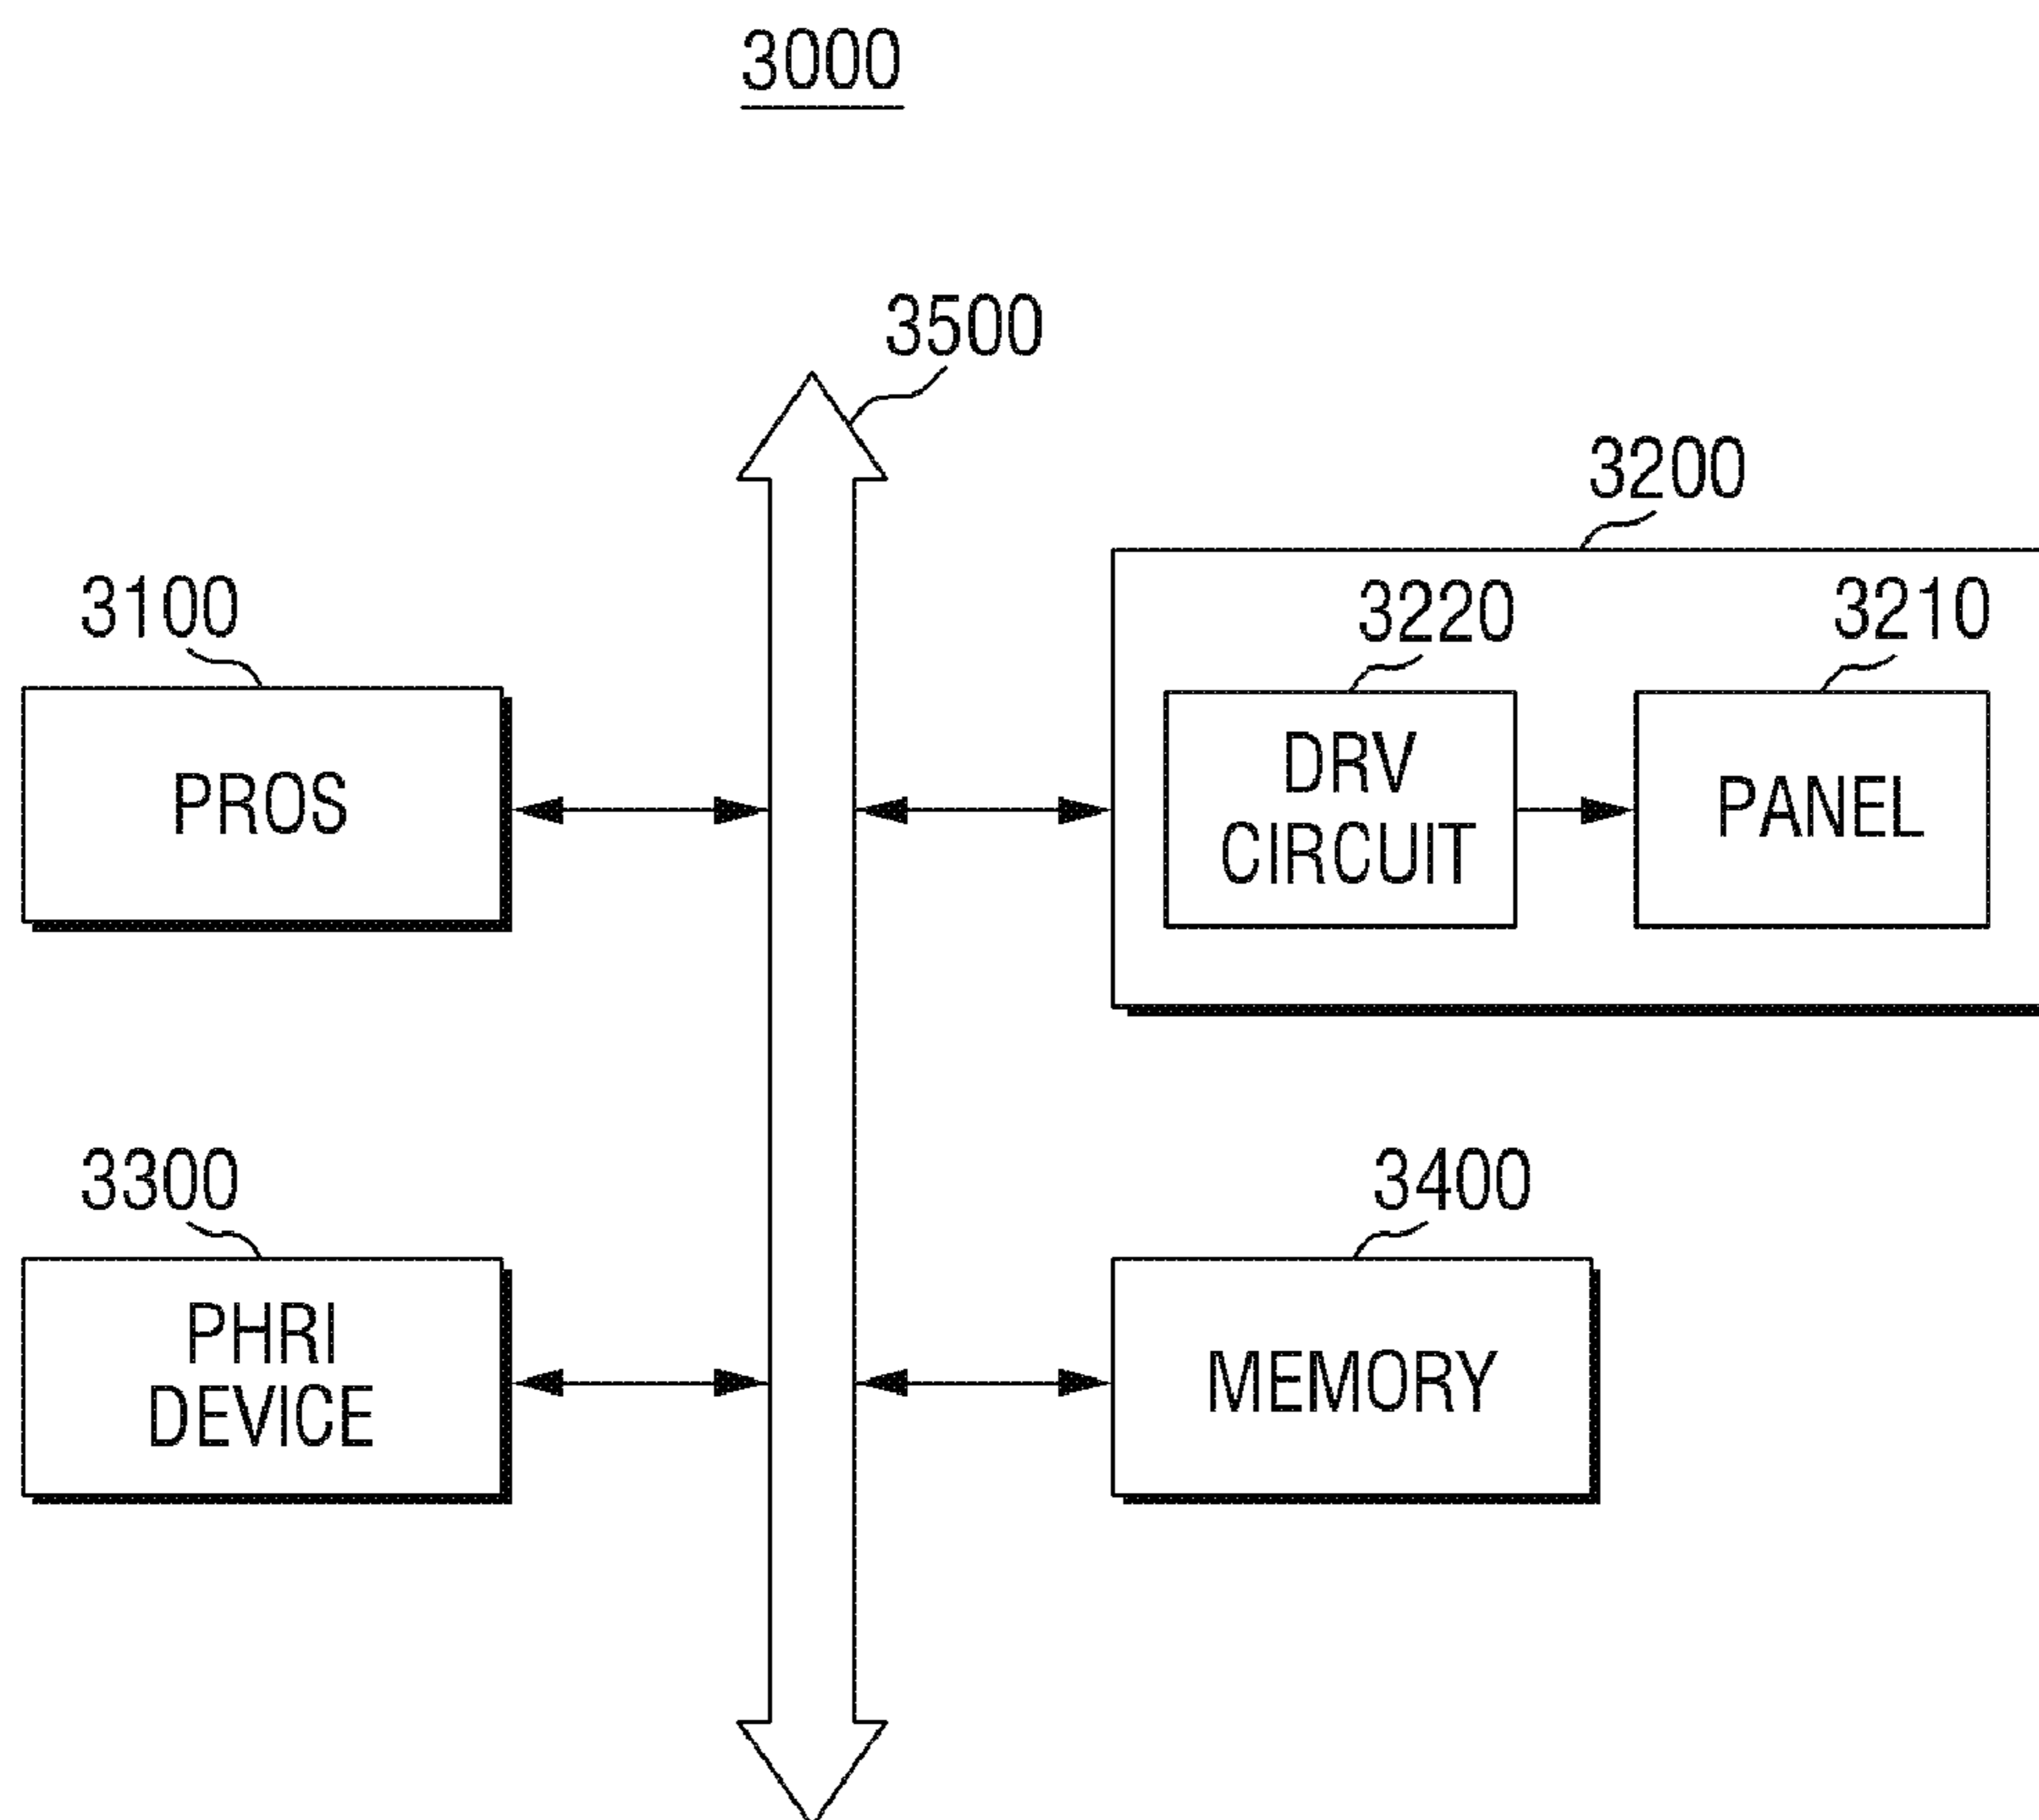 3000
3500
3200
3100
3220
3210
PROS
DRV
CIRCUIT
PANEL
3300
3400
PHRI
DEVICE
MEMORY